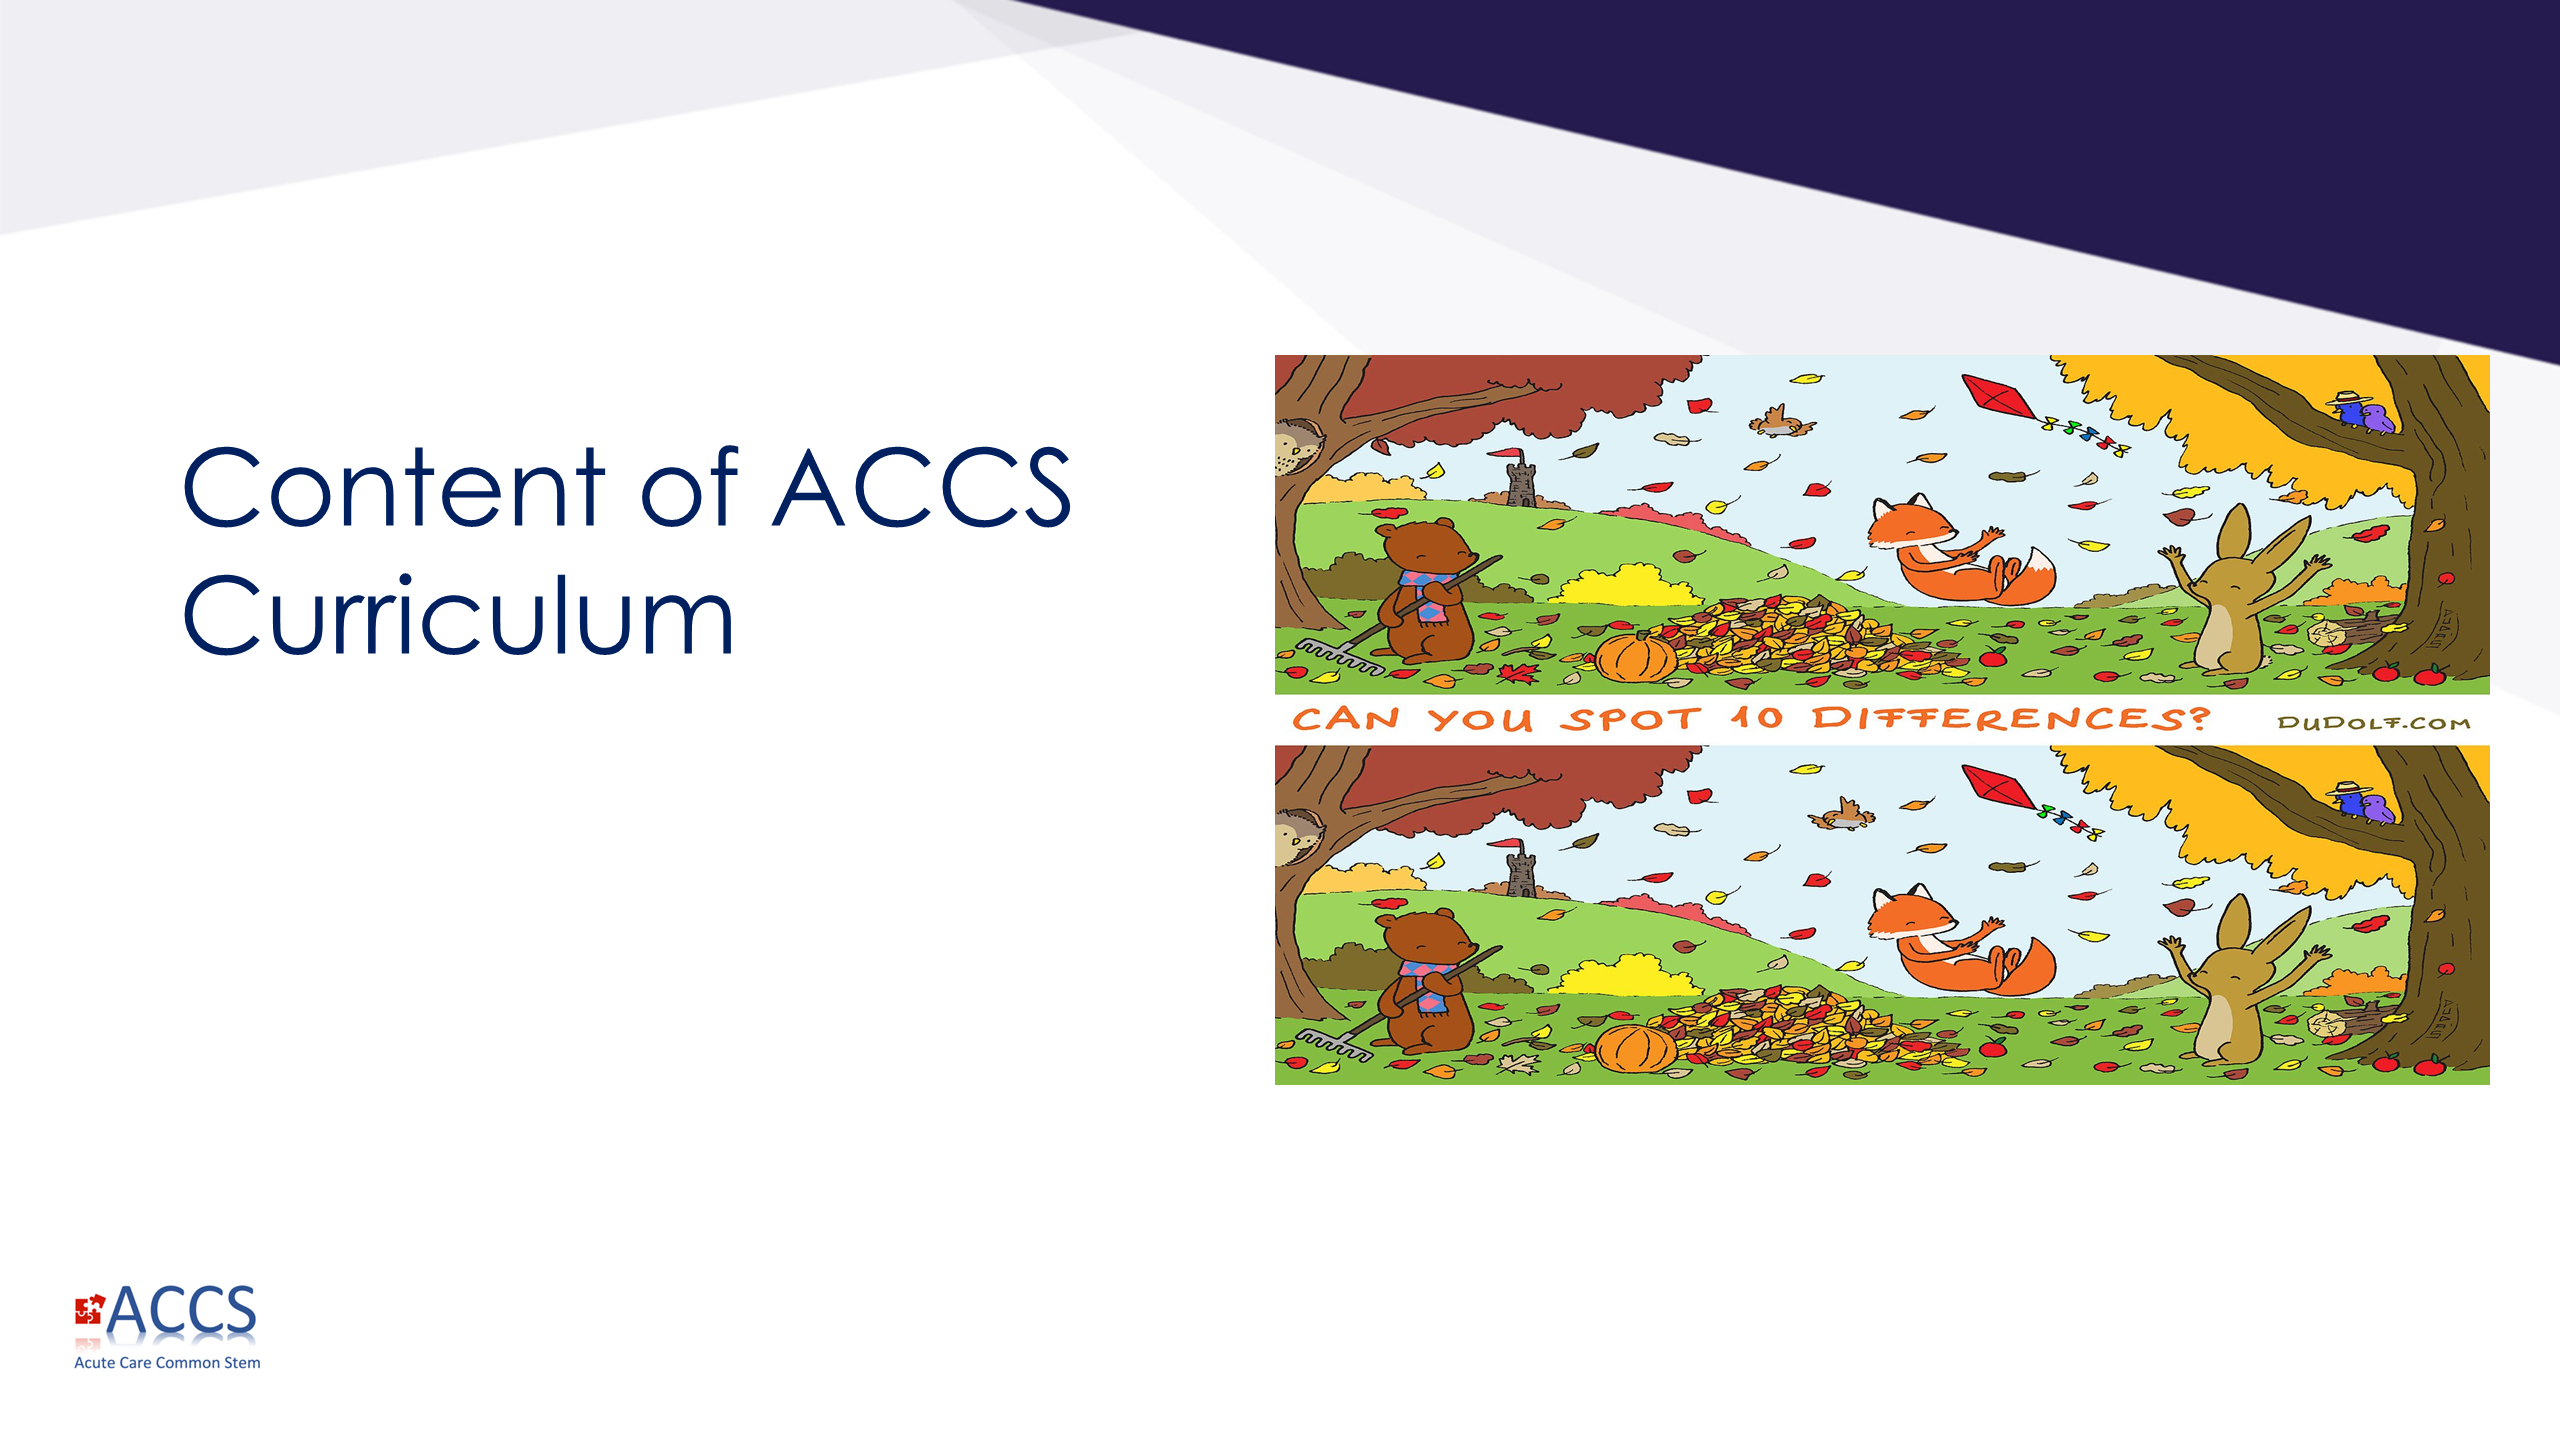 Content of ACCS
Curriculum
CAN YOU SPOT 10 DIFFERENCES?
DUDOLF.COM
ACCS
Acute Care Common Stem